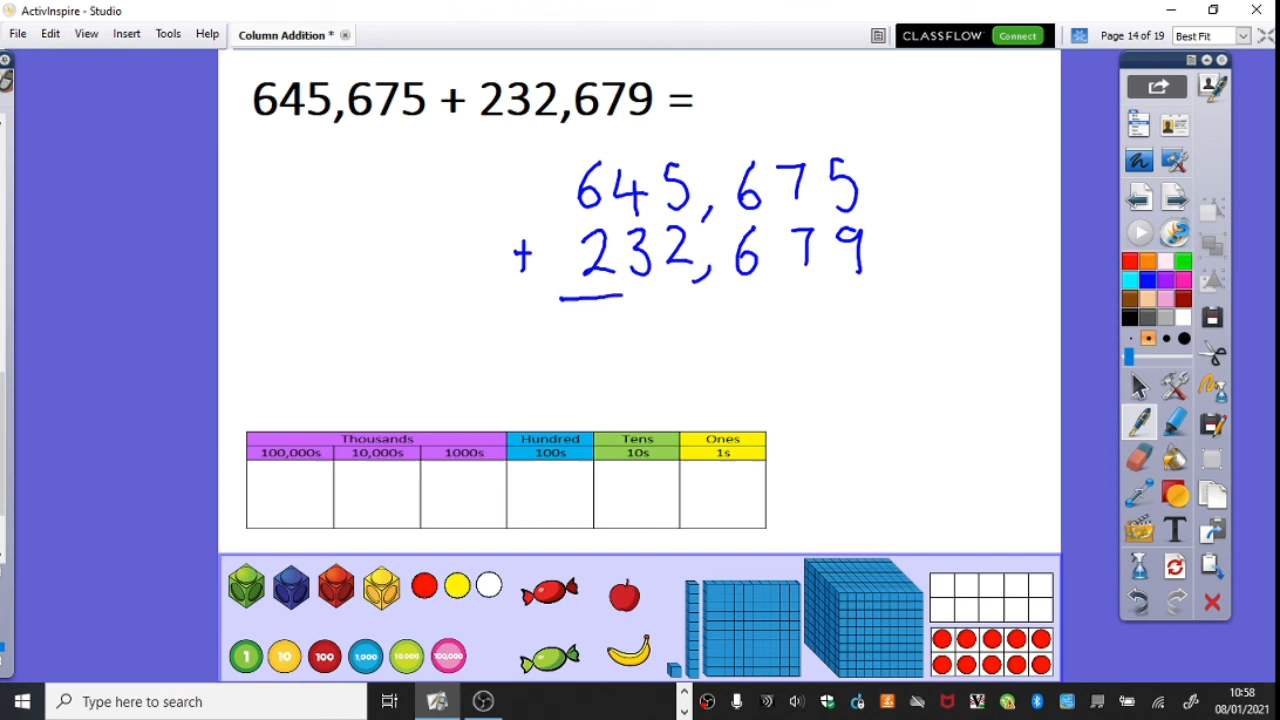 ActivInspire - Studio
File Edit View Insert Tools Help Column Addition * CLASSFLOW Connect Page 14 of 19 Best Fit
645,675 + 232,679 =
645,675
+ 232,679
Thousands Hundred Tens Ones
100,000s 10,000s 1000s 100s 10s 1s
1 10 100 1,000 10,000 100,000
Type here to search
10:58
08/01/2021